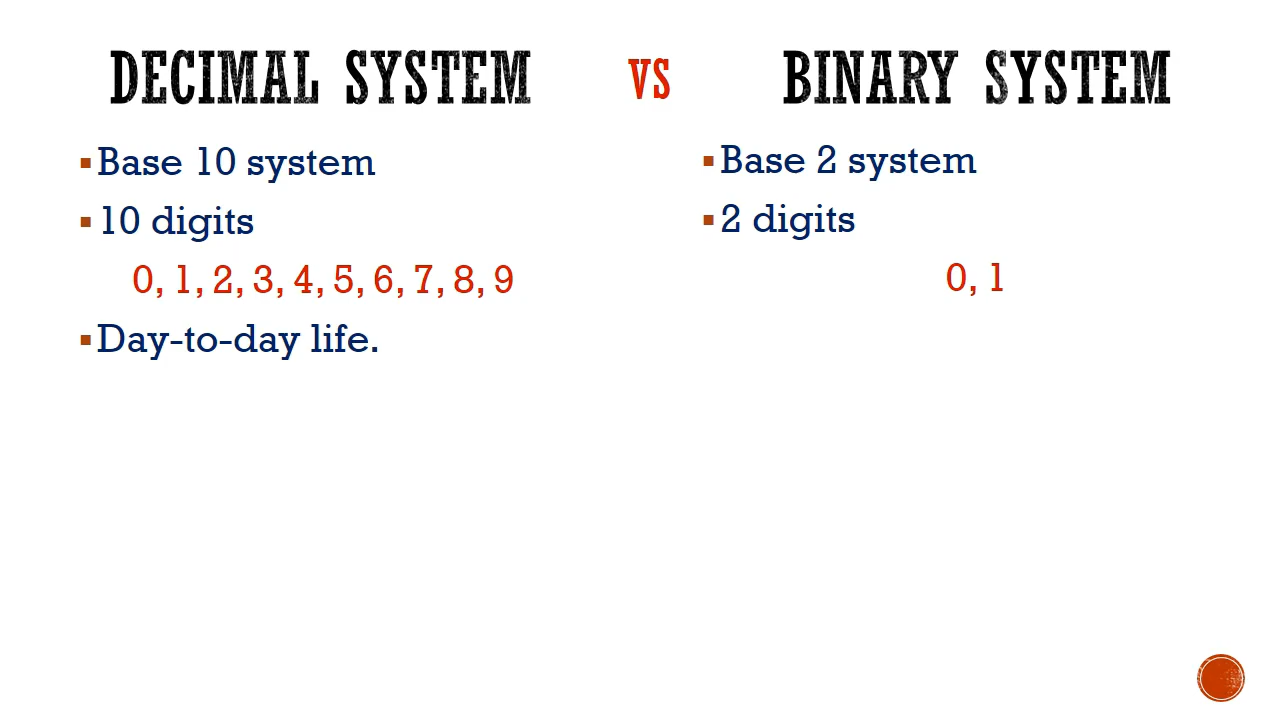 DECIMAL SYSTEM VS BINARY SYSTEM
▪Base 10 system
▪10 digits
0, 1, 2, 3, 4, 5, 6, 7, 8, 9
▪Day-to-day life.
▪Base 2 system
▪2 digits
0, 1